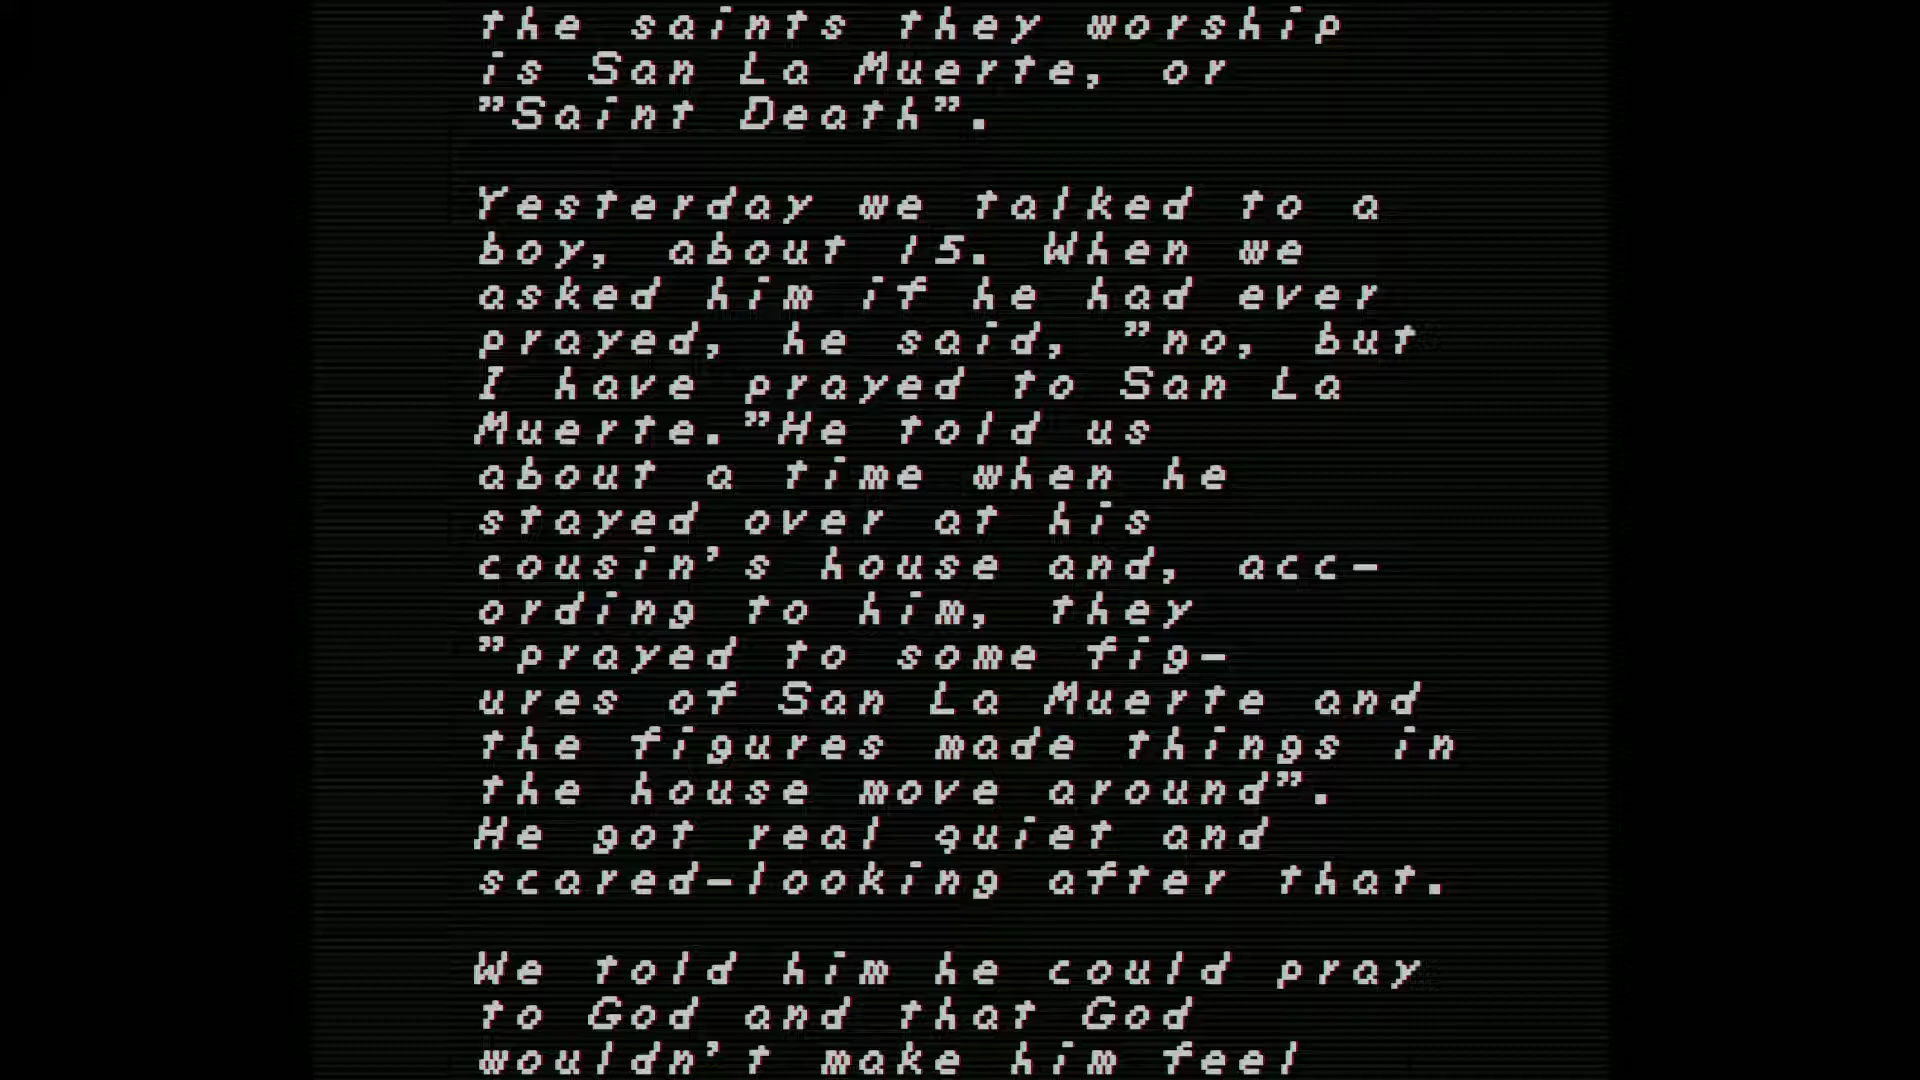 the saints they worship
is San La Muerte, or
"Saint Death".
Yesterday we talked to a
boy, about 15. When we
asked him if he had ever
prayed, he said, "no, but
I have prayed to San La
Muerte."He told us
about a time when he
stayed over at his
cousin's house and, acc-
ording to him, they
"prayed to some fig-
ures of San La Muerte and
the figures made things in
the house move around".
He got real quiet and
scared-looking after that.
We told him he could pray
to God and that God
wouldn't make him feel